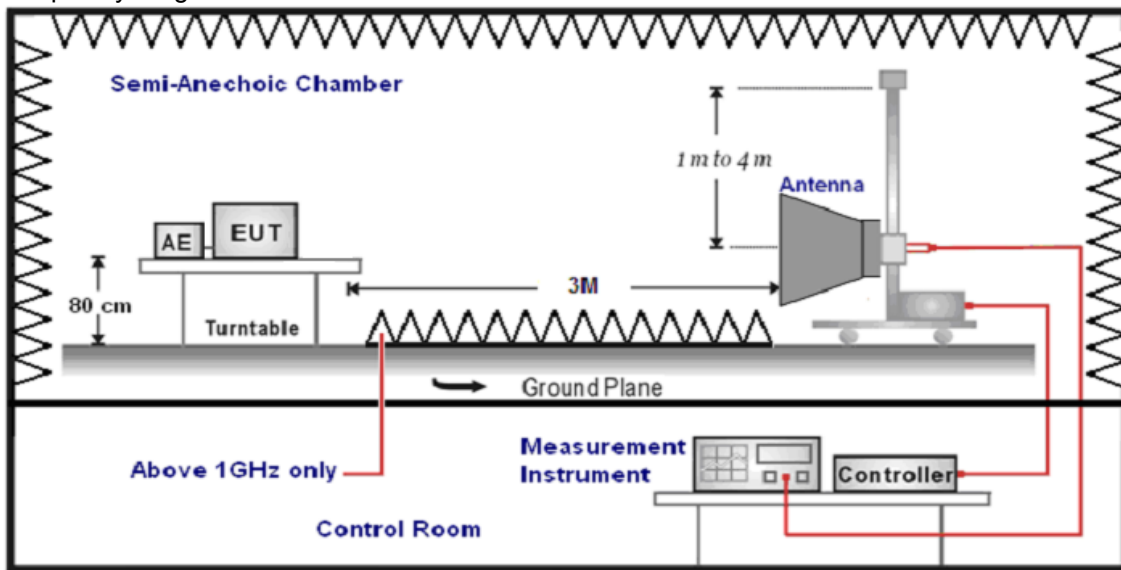 Semi-Anechoic Chamber
1 m to 4 m
Antenna
AE
EUT
80 cm
3M
Turntable
Ground Plane
Above 1GHz only
Measurement
Instrument
Controller
Control Room